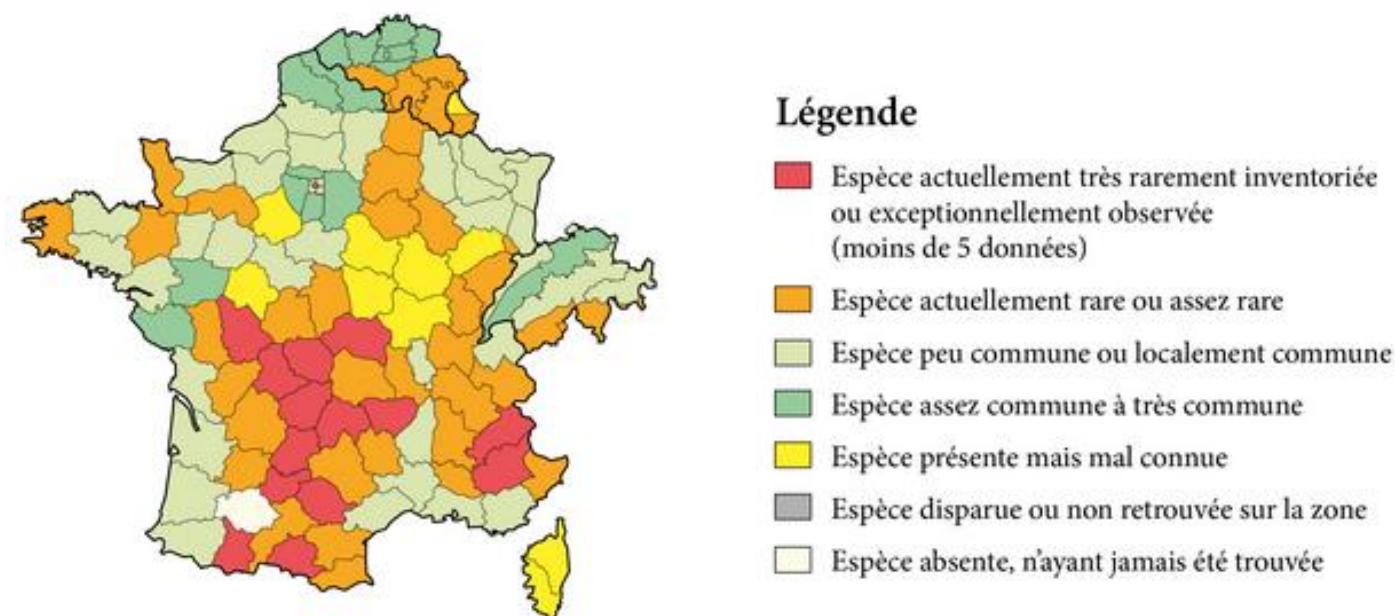 Légende
Espèce actuellement très rarement inventoriée
ou exceptionnellement observée
(moins de 5 données)
Espèce actuellement rare ou assez rare
Espèce peu commune ou localement commune
Espèce assez commune à très commune
Espèce présente mais mal connue
Espèce disparue ou non retrouvée sur la zone
Espèce absente, n'ayant jamais été trouvée